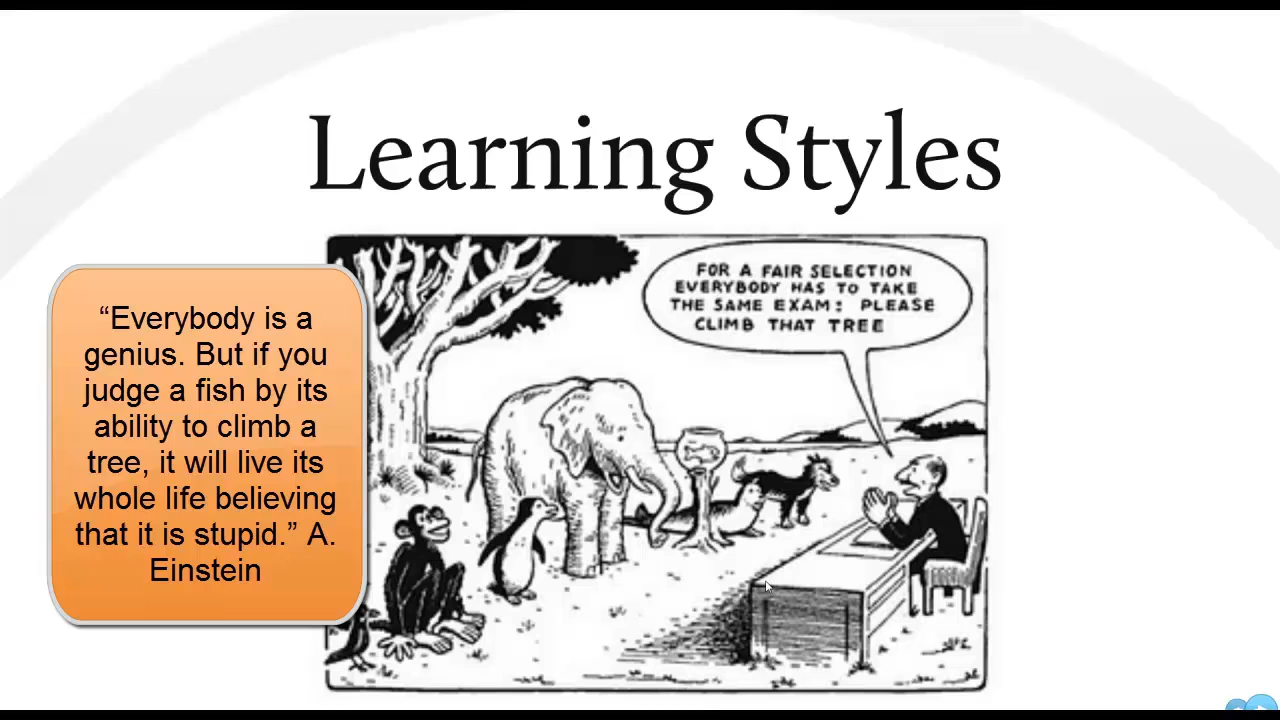 Learning Styles
“Everybody is a
genius. But if you
judge a fish by its
ability to climb a
tree, it will live its
whole life believing
that it is stupid.” A.
Einstein
FOR A FAIR SELECTION
EVERYBODY HAS TO TAKE
THE SAME EXAM: PLEASE
CLIMB THAT TREE